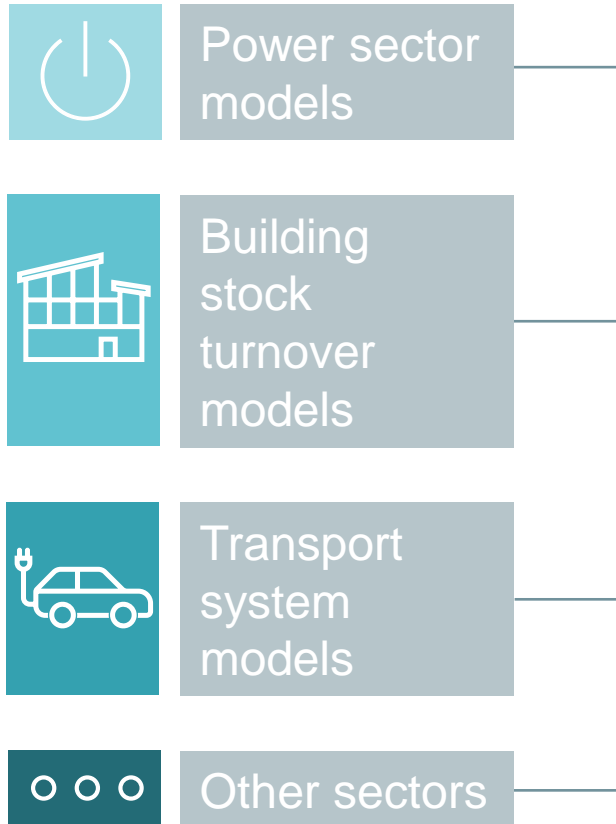 Power sector
models
Building
stock
turnover
models
Transport
system
models
Other sectors